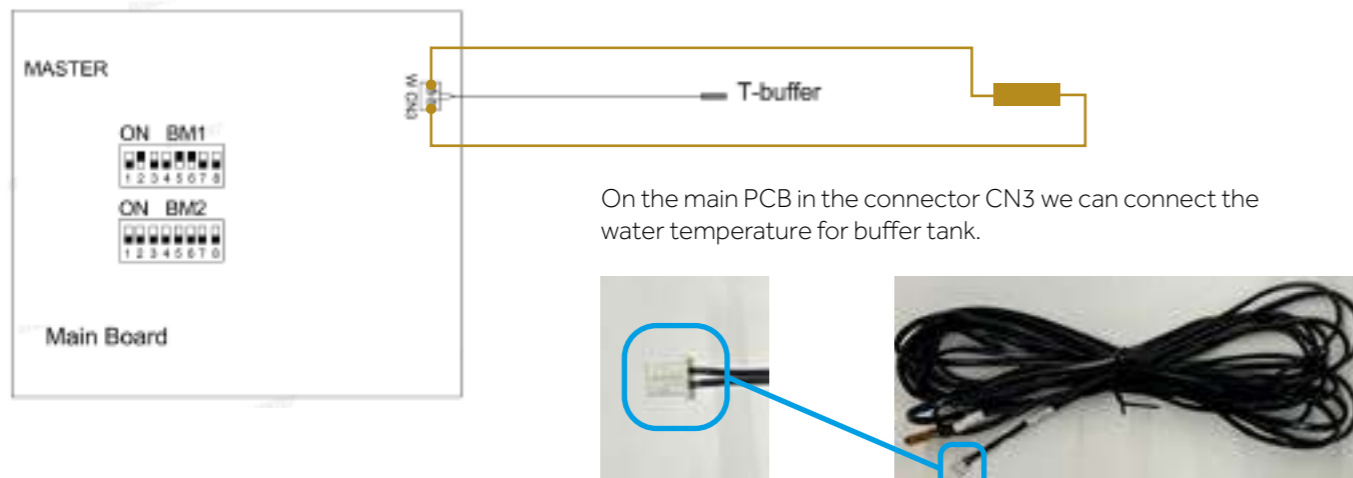 MASTER
W CN3
T-buffer
ON BM1
1 2 3 4 5 6 7 8
ON BM2
1 2 3 4 5 6 7 8
On the main PCB in the connector CN3 we can connect the
water temperature for buffer tank.
Main Board